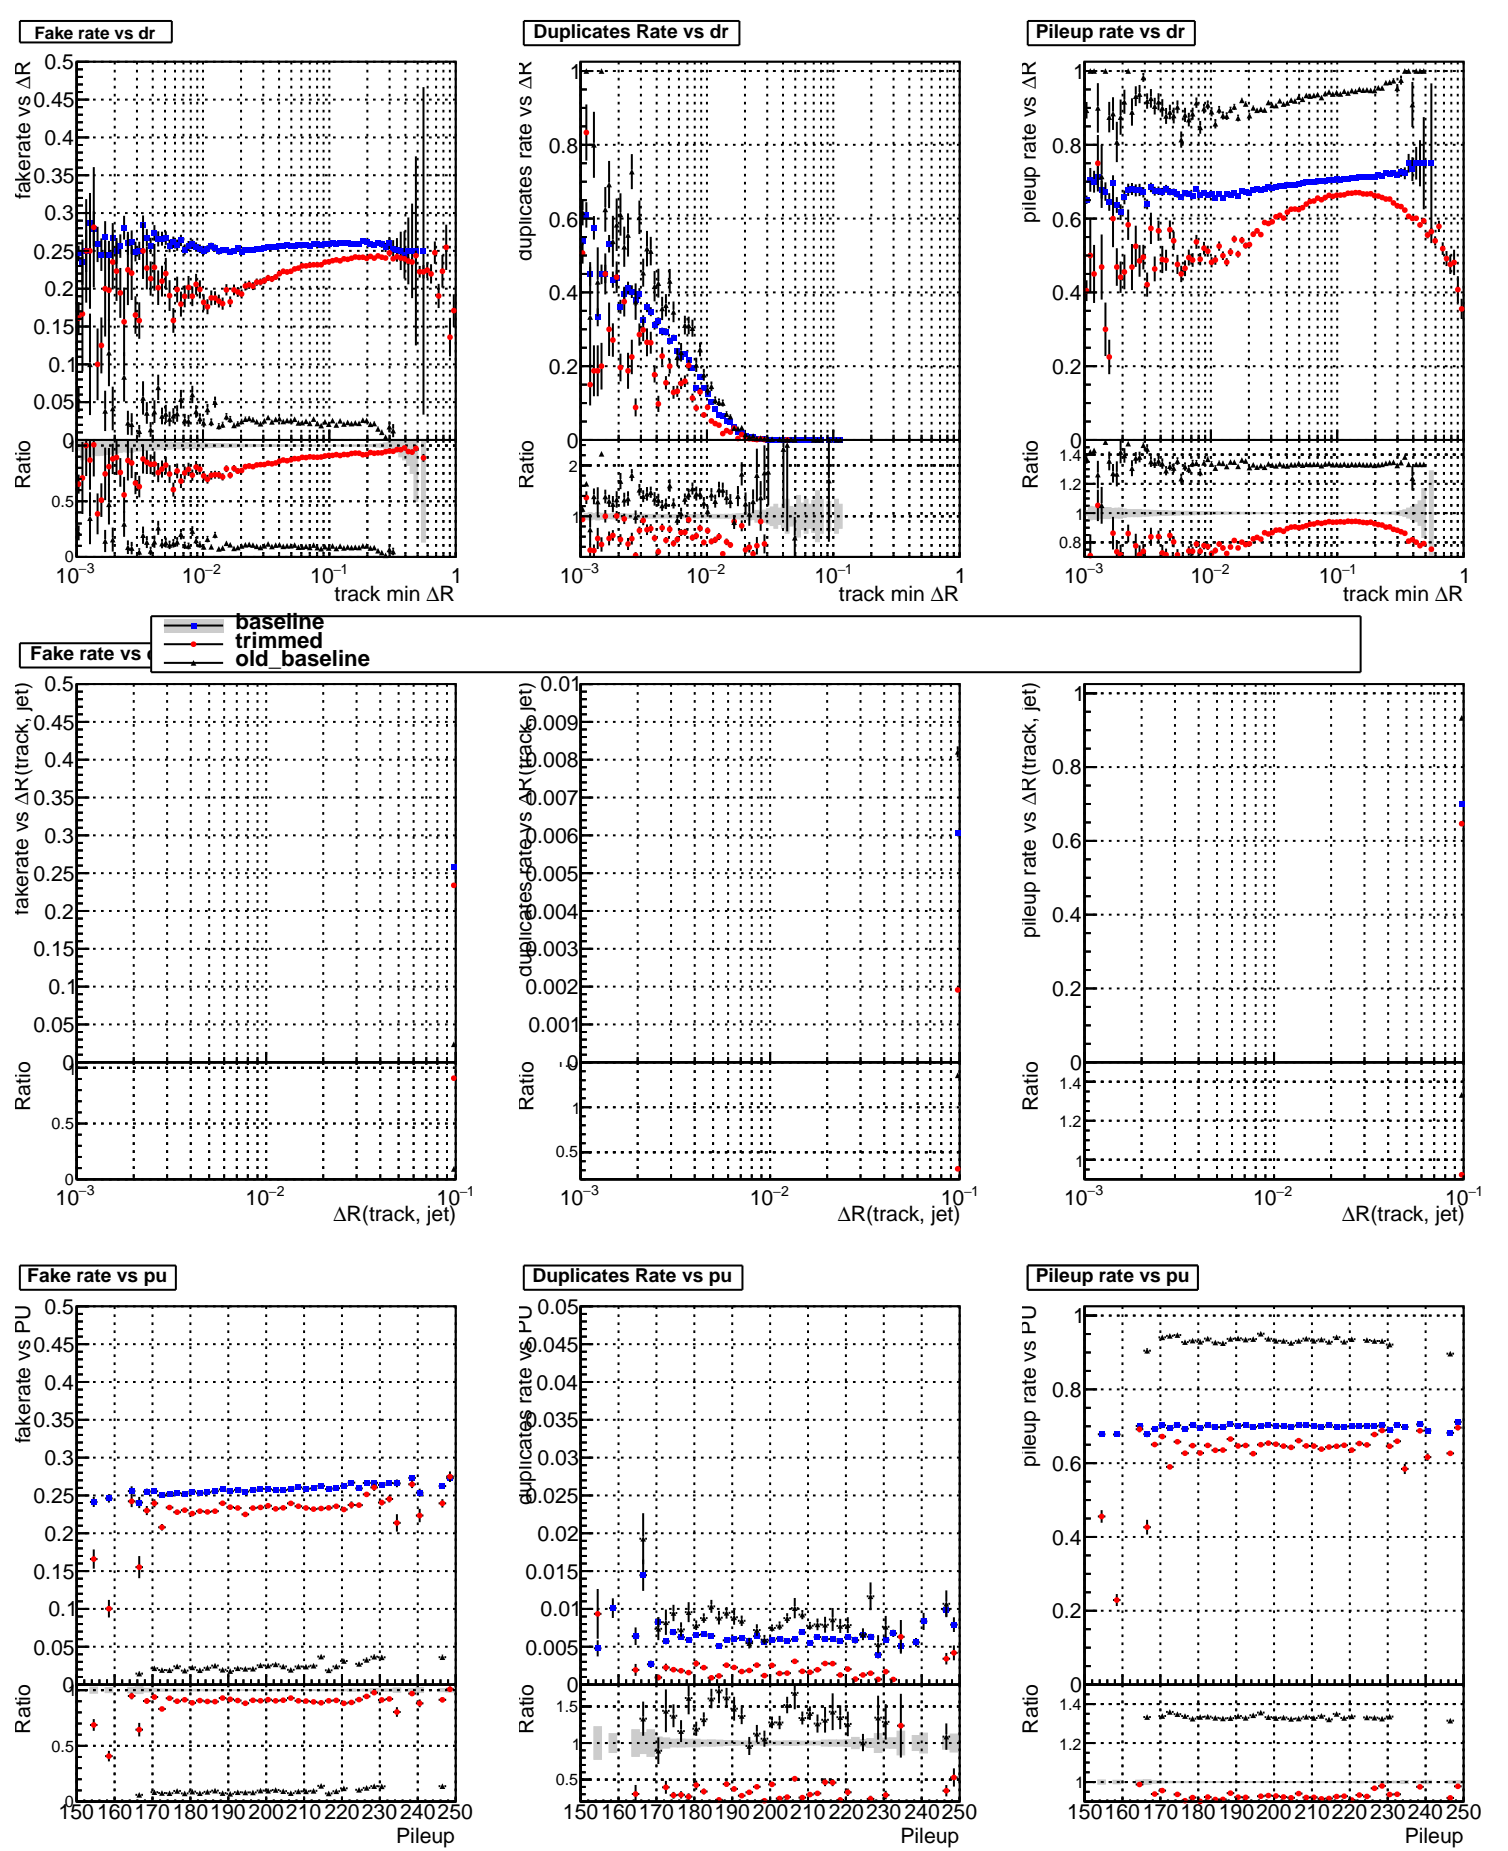 Fake rate vs dr
Duplicates Rate vs dr
Pileup rate vs dr
fakerate vs ΔR
0.5
0.45
0.4
0.35
0.3
0.25
0.2
0.15
0.1
0.05
0
Ratio
1
0.5
0
10⁻³ 10⁻² 10⁻¹ 1
track min ΔR
duplicates rate vs ΔR
1
0.8
0.6
0.4
0.2
0
Ratio
2
1
10⁻³ 10⁻² 10⁻¹ 1
track min ΔR
pileup rate vs ΔR
1
0.8
0.6
0.4
0.2
0
Ratio
1.4
1.2
1
0.8
10⁻³ 10⁻² 10⁻¹ 1
track min ΔR
baseline
trimmed
old_baseline
Fake rate vs
fakerate vs ΔR(track, jet)
0.5
0.45
0.4
0.35
0.3
0.25
0.2
0.15
0.1
0.05
0
Ratio
1
0.5
0
10⁻³ 10⁻² 10⁻¹
ΔR(track, jet)
duplicates rate vs ΔR(track, jet)
0.01
0.009
0.008
0.007
0.006
0.005
0.004
0.003
0.002
0.001
0
Ratio
1
0.5
10⁻³ 10⁻² 10⁻¹
ΔR(track, jet)
pileup rate vs ΔR(track, jet)
1
0.8
0.6
0.4
0.2
0
Ratio
1.4
1.2
1
10⁻³ 10⁻² 10⁻¹
ΔR(track, jet)
Fake rate vs pu
Duplicates Rate vs pu
Pileup rate vs pu
fakerate vs PU
0.5
0.45
0.4
0.35
0.3
0.25
0.2
0.15
0.1
0.05
0
Ratio
1
0.5
0
150 160 170 180 190 200 210 220 230 240 250
Pileup
duplicates rate vs PU
0.05
0.045
0.04
0.035
0.03
0.025
0.02
0.015
0.01
0.005
0
Ratio
1.5
1
0.5
150 160 170 180 190 200 210 220 230 240 250
Pileup
pileup rate vs PU
1
0.8
0.6
0.4
0.2
0
Ratio
1.4
1.2
1
150 160 170 180 190 200 210 220 230 240 250
Pileup